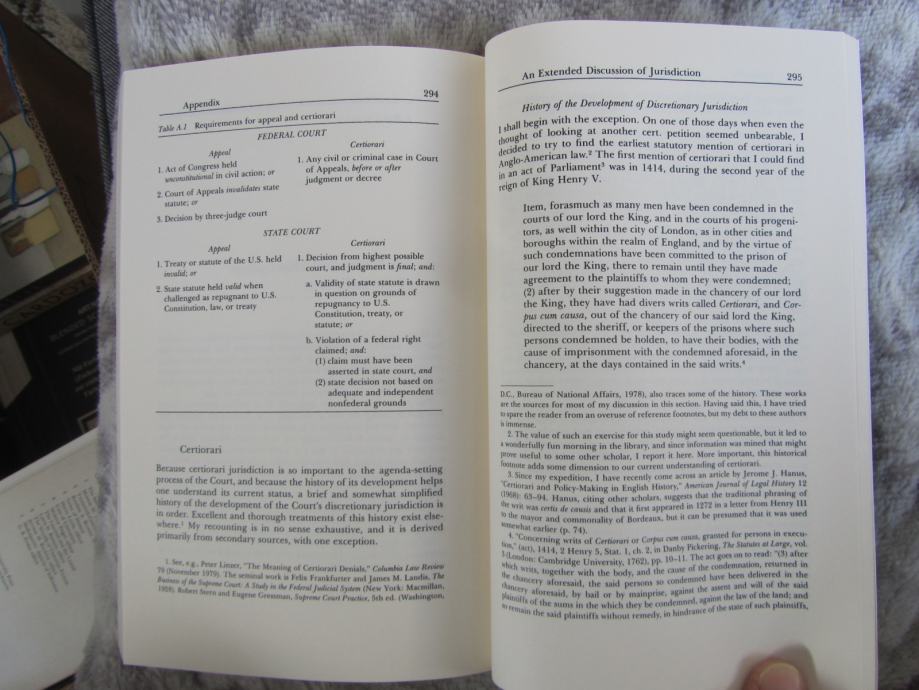 Appendix
294
Table A.1 Requirements for appeal and certiorari
FEDERAL COURT
Appeal
1. Act of Congress held
unconstitutional in civil action; or
2. Court of Appeals invalidates state
statute; or
3. Decision by three-judge court
Certiorari
1. Any civil or criminal case in Court
of Appeals, before or after
judgment or decree
STATE COURT
Appeal
1. Treaty or statute of the U.S. held
invalid; or
2. State statute held valid when
challenged as repugnant to U.S.
Constitution, law, or treaty
Certiorari
1. Decision from highest possible
court, and judgment is final; and:
a. Validity of state statute is drawn
in question on grounds of
repugnancy to U.S.
Constitution, treaty, or
statute; or
b. Violation of a federal right
claimed; and:
(1) claim must have been
asserted in state court, and
(2) state decision not based on
adequate and independent
nonfederal grounds
Certiorari
Because certiorari jurisdiction is so important to the agenda-setting
process of the Court, and because the history of its development helps
one understand its current status, a brief and somewhat simplified
history of the development of the Court's discretionary jurisdiction is
in order. Excellent and thorough treatments of this history exist else-
where.¹ My recounting is in no sense exhaustive, and it is derived
primarily from secondary sources, with one exception.
1. See, e.g., Peter Linzer, "The Meaning of Certiorari Denials," Columbia Law Review
79 (November 1979). The seminal work is Felix Frankfurter and James M. Landis, The
Business of the Supreme Court: A Study in the Federal Judicial System (New York: Macmillan,
1928). Robert Stern and Eugene Gressman, Supreme Court Practice, 5th ed. (Washington,
An Extended Discussion of Jurisdiction
295
History of the Development of Discretionary Jurisdiction
I shall begin with the exception. On one of those days when even the
thought of looking at another cert. petition seemed unbearable, I
decided to try to find the earliest statutory mention of certiorari in
Anglo-American law.² The first mention of certiorari that I could find
in an act of Parliament³ was in 1414, during the second year of the
reign of King Henry V.
Item, forasmuch as many men have been condemned in the
courts of our lord the King, and in the courts of his progeni-
tors, as well within the city of London, as in other cities and
boroughs within the realm of England, and by the virtue of
such condemnations have been committed to the prison of
our lord the King, there to remain until they have made
agreement to the plaintiffs to whom they were condemned;
(2) after by their suggestion made in the chancery of our lord
the King, they have had divers writs called Certiorari, and Cor-
pus cum causa, out of the chancery of our said lord the King,
directed to the sheriff, or keepers of the prisons where such
persons condemned be holden, to have their bodies, with the
cause of imprisonment with the condemned aforesaid, in the
chancery, at the days contained in the said writs.⁴
D.C., Bureau of National Affairs, 1978), also traces some of the history. These works
are the sources for most of my discussion in this section. Having said this, I have tried
to spare the reader from an overuse of reference footnotes, but my debt to these authors
is immense.
2. The value of such an exercise for this study might seem questionable, but it led to
a wonderfully fun morning in the library, and since information was mined that might
prove useful to some other scholar, I report it here. More important, this historical
footnote adds some dimension to our current understanding of certiorari.
3. Since my expedition, I have recently come across an article by Jerome J. Hanus,
"Certiorari and Policy-Making in English History," American Journal of Legal History 12
(1968): 63–94. Hanus, citing other scholars, suggests that the traditional phrasing of
the writ was certis de causis and that it first appeared in 1272 in a letter from Henry III
to the mayor and commonality of Bordeaux, but it can be presumed that it was used
somewhat earlier (p. 74).
4. "Concerning writs of Certiorari or Corpus cum causa, granted for persons in execu-
tion," (act), 1414, 2 Henry 5, Stat. 1, ch. 2, in Danby Pickering, The Statutes at Large, vol.
3 (London: Cambridge University, 1762), pp. 10–11. The act goes on to read: "(3) after
which writs, together with the body, and the cause of the condemnation, returned in
the chancery aforesaid, the said persons so condemned have been delivered in the
chancery aforesaid, by bail or by mainprise, against the assent and will of the said
plaintiffs of the sums in the which they be condemned, against the law of the land; and
so remain the said plaintiffs without remedy, in hindrance of the state of such plaintiffs,